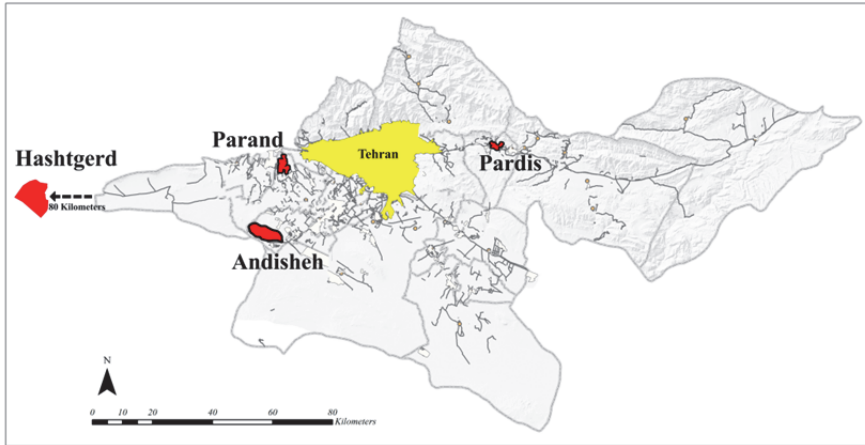 Hashtgerd
Parand
Tehran
Pardis
80 Kilometers
Andisheh
N
0 10 20 40 60 80
Kilometers